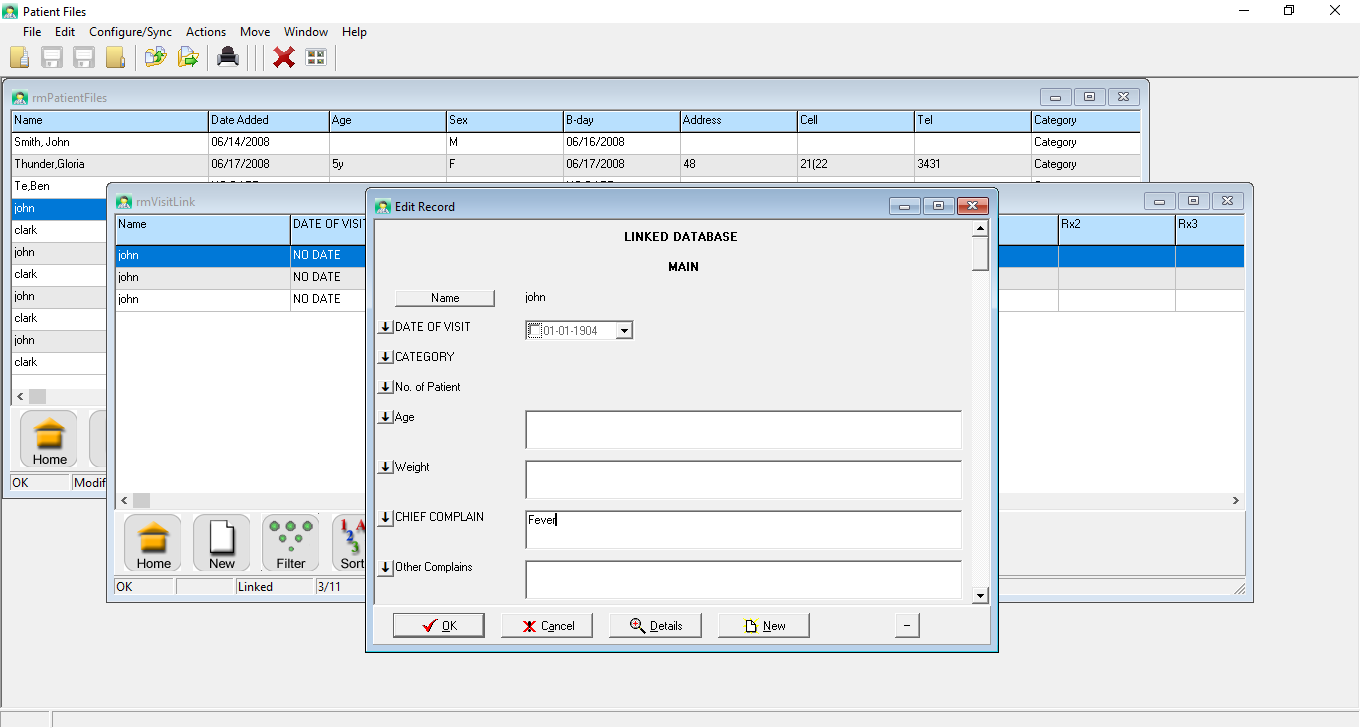 Patient Files
File Edit Configure/Sync Actions Move Window Help
rmPatientFiles
Name Date Added Age Sex B-day Address Cell Tel Category
Smith, John 06/14/2008 M 06/16/2008 Category
Thunder,Gloria 06/17/2008 5y F 06/17/2008 48 21(22 3431 Category
Te,Ben
john
clark
john
clark
john
clark
john
clark
Home
OK Modif
rmVisitLink
Name DATE OF VISIT Rx2 Rx3
john NO DATE
john NO DATE
john NO DATE
Home New Filter Sort
OK Linked 3/11
Edit Record
LINKED DATABASE
MAIN
Name john
DATE OF VISIT 01-01-1904
CATEGORY
No. of Patient
Age
Weight
CHIEF COMPLAIN Fever
Other Complains
OK Cancel Details New –